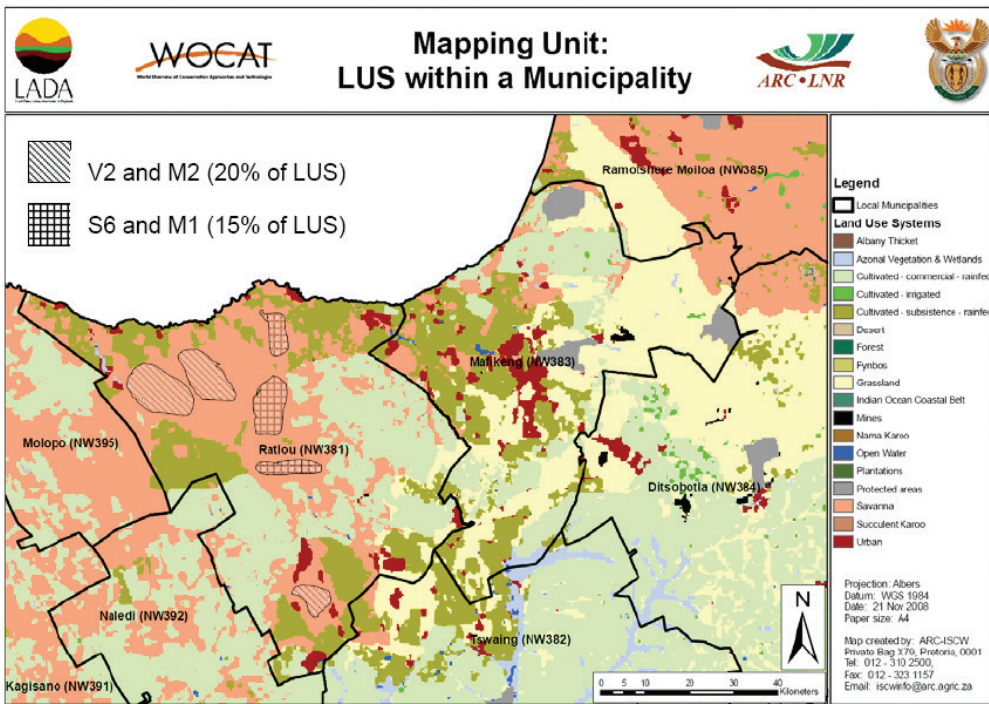 LADA
WOCAT
World Overview of Conservation Approaches and Technologies
Mapping Unit:
LUS within a Municipality
ARC • LNR
V2 and M2 (20% of LUS)
S6 and M1 (15% of LUS)
Ramotshere Moiloa (NW385)
Mafikeng (NW383)
Molopo (NW395)
Ratlou (NW381)
Ditsobotla (NW384)
Naledi (NW392)
Tswaing (NW382)
Kagisano (NW391)
N
0 5 10 20 30 40
Kilometers
Legend
Local Municipalities
Land Use Systems
Albany Thicket
Azonal Vegetation & Wetlands
Cultivated - commercial - rainfed
Cultivated - irrigated
Cultivated - subsistence - rainfed
Desert
Forest
Fynbos
Grassland
Indian Ocean Coastal Belt
Mines
Nama Karoo
Open Water
Plantations
Protected areas
Savanna
Succulent Karoo
Urban
Projection: Albers
Datum: WGS 1984
Date: 21 Nov 2008
Paper size: A4
Map created by: ARC-ISCW
Private Bag X79, Pretoria, 0001
Tel: 012 - 310 2500,
Fax: 012 - 323 1157
Email: iscwinfo@arc.agric.za